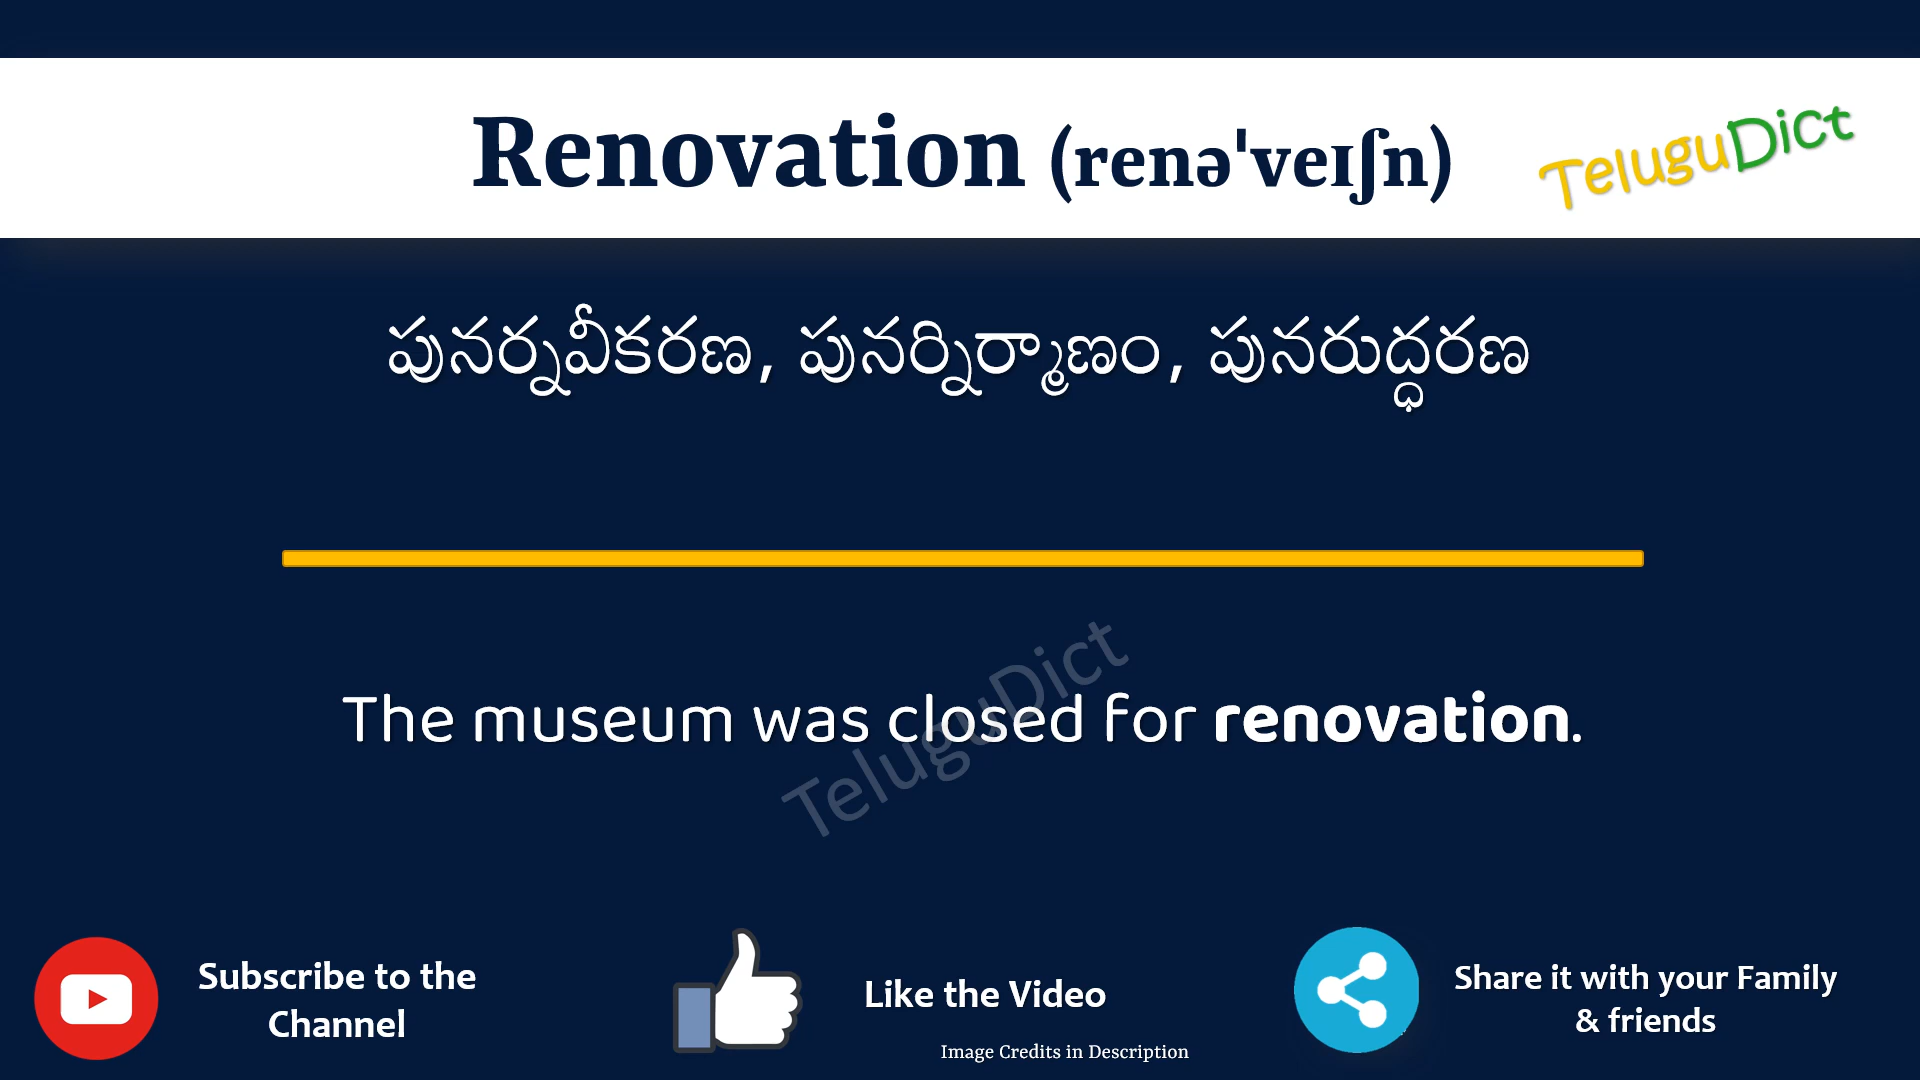 Renovation (renə'veɪʃn)
TeluguDict
పునర్నవీకరణ, పునర్నిర్మాణం, పునరుద్ధరణ
The museum was closed for renovation.
TeluguDict
Subscribe to the
Channel
Like the Video
Share it with your Family
& friends
Image Credits in Description